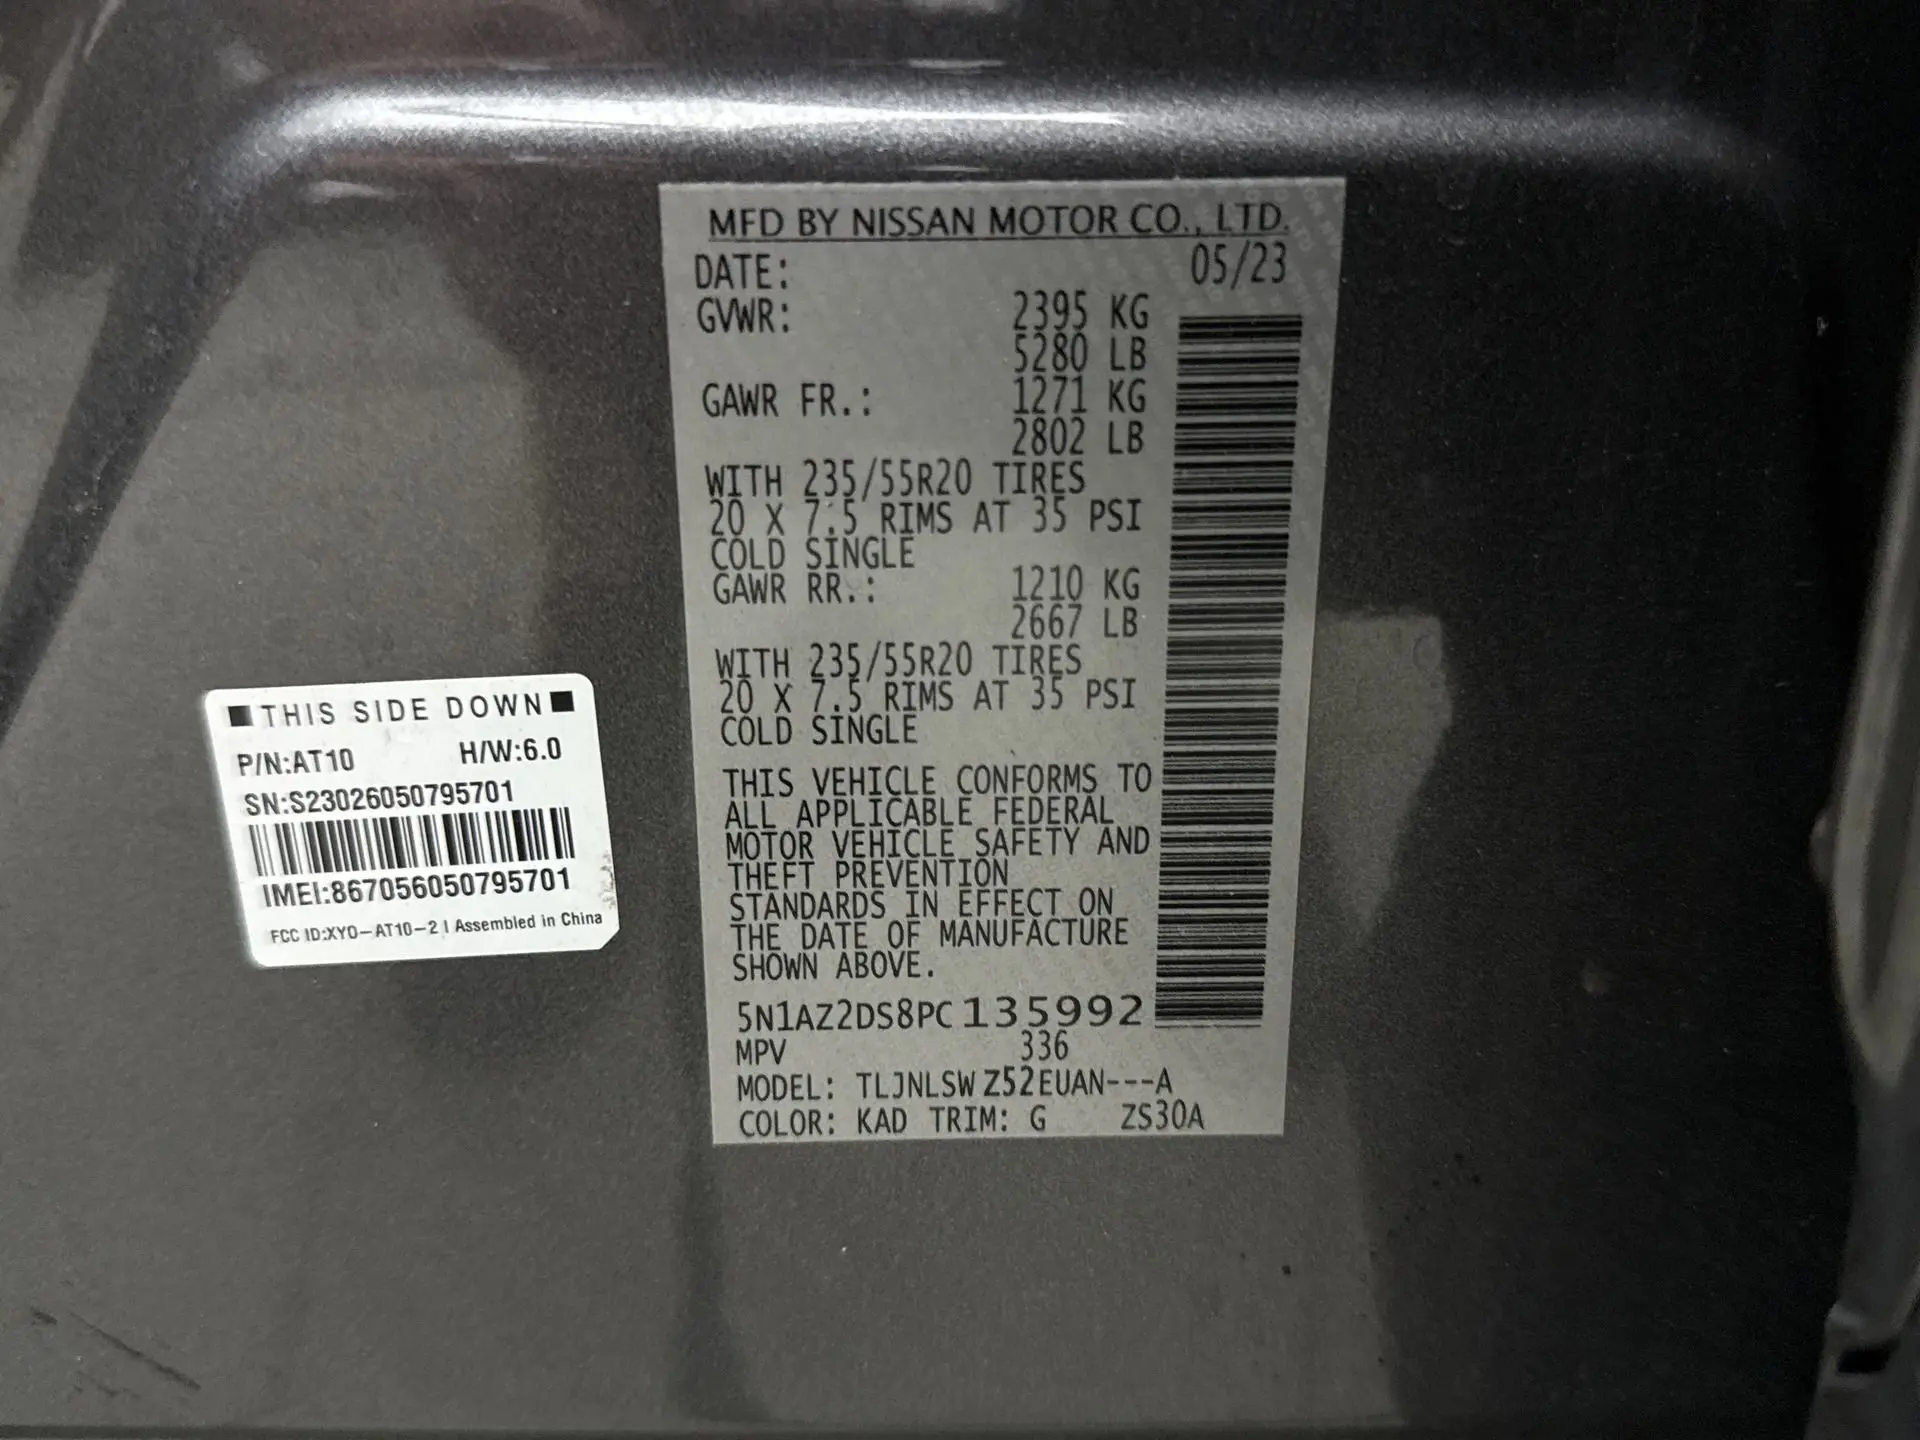 MFD BY NISSAN MOTOR CO., LTD.
DATE: 05/23
GVWR: 2395 KG
5280 LB
GAWR FR.: 1271 KG
2802 LB
WITH 235/55R20 TIRES
20 X 7.5 RIMS AT 35 PSI
COLD SINGLE
GAWR RR.: 1210 KG
2667 LB
WITH 235/55R20 TIRES
20 X 7.5 RIMS AT 35 PSI
COLD SINGLE
THIS VEHICLE CONFORMS TO
ALL APPLICABLE FEDERAL
MOTOR VEHICLE SAFETY AND
THEFT PREVENTION
STANDARDS IN EFFECT ON
THE DATE OF MANUFACTURE
SHOWN ABOVE.
5N1AZ2DS8PC135992
MPV 336
MODEL: TLJNLSW Z52EUAN---A
COLOR: KAD TRIM: G ZS30A
■THIS SIDE DOWN■
P/N:AT10 H/W:6.0
SN:S23026050795701
IMEI:867056050795701
FCC ID:XYO-AT10-2 | Assembled in China